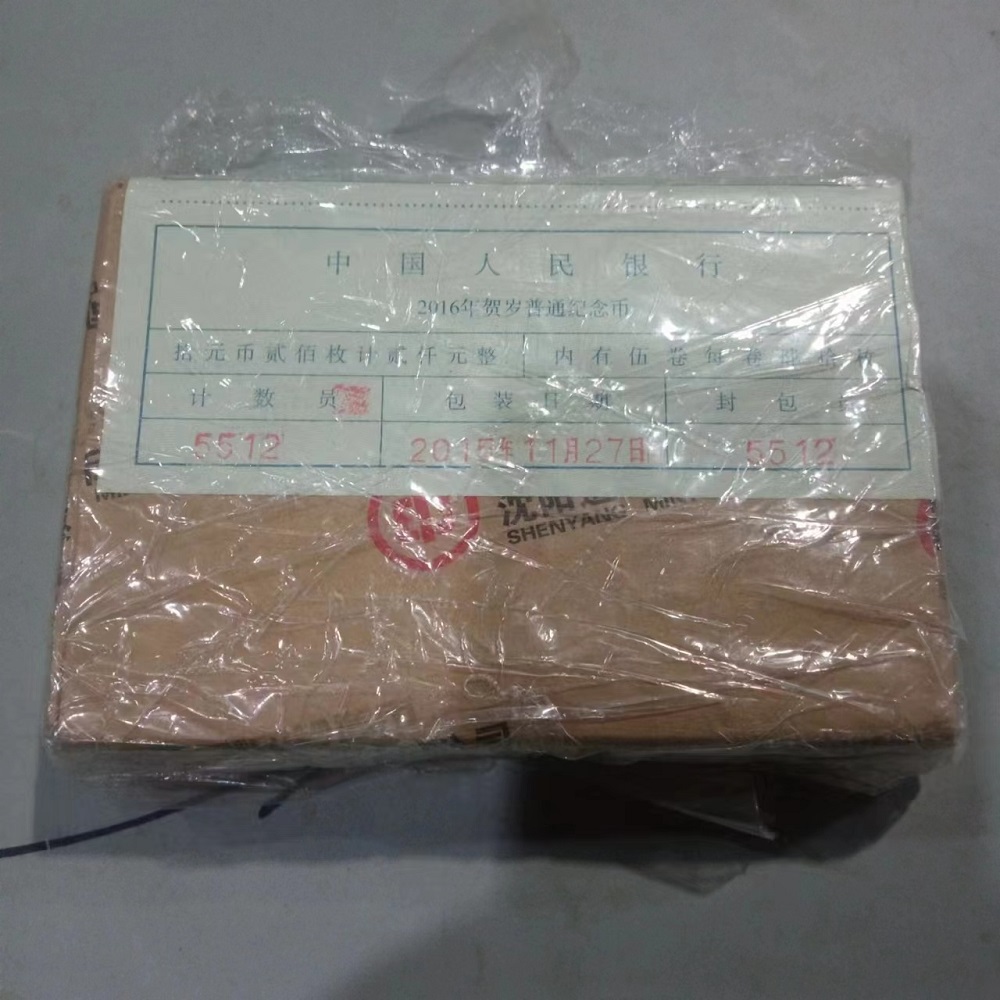 中国人民银行
2016年贺岁普通纪念币
拾元币贰佰枚计贰仟元整 内有伍卷每卷肆拾枚
计数员 包装日期 封包
5512 2015年11月27日 5512
沈阳
SHENYANG MINT